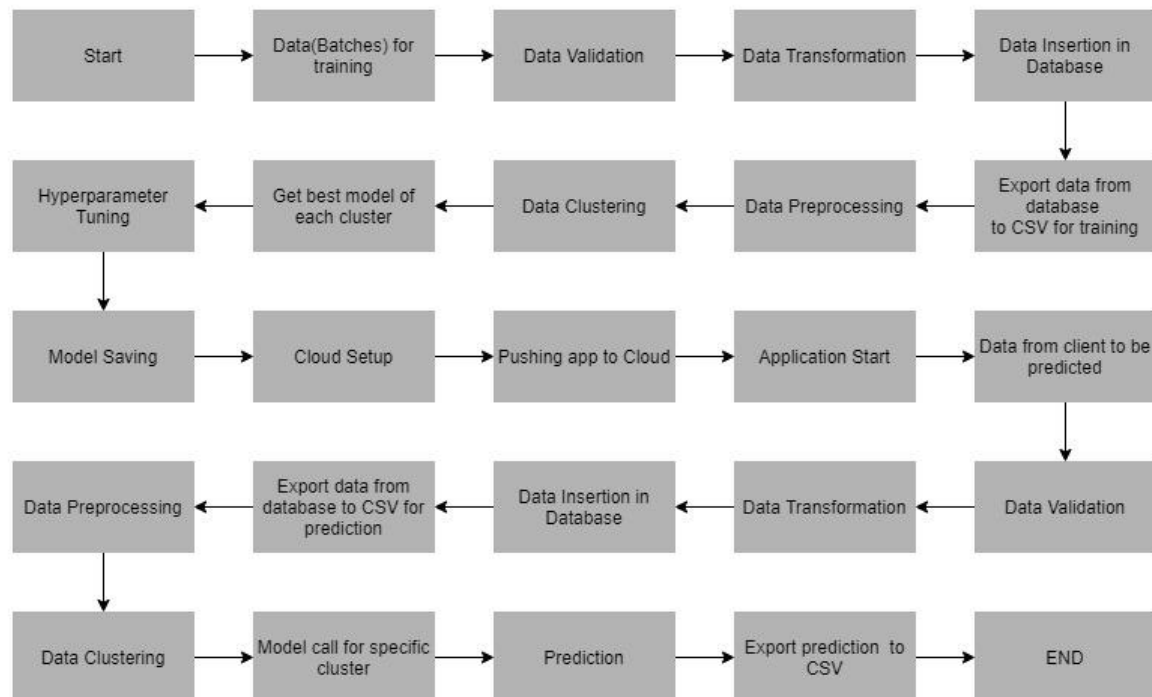 Start
Data(Batches) for
training
Data Validation
Data Transformation
Data Insertion in
Database
Export data from
database
to CSV for training
Data Preprocessing
Data Clustering
Get best model of
each cluster
Hyperparameter
Tuning
Model Saving
Cloud Setup
Pushing app to Cloud
Application Start
Data from client to be
predicted
Data Validation
Data Transformation
Data Insertion in
Database
Export data from
database to CSV for
prediction
Data Preprocessing
Data Clustering
Model call for specific
cluster
Prediction
Export prediction to
CSV
END